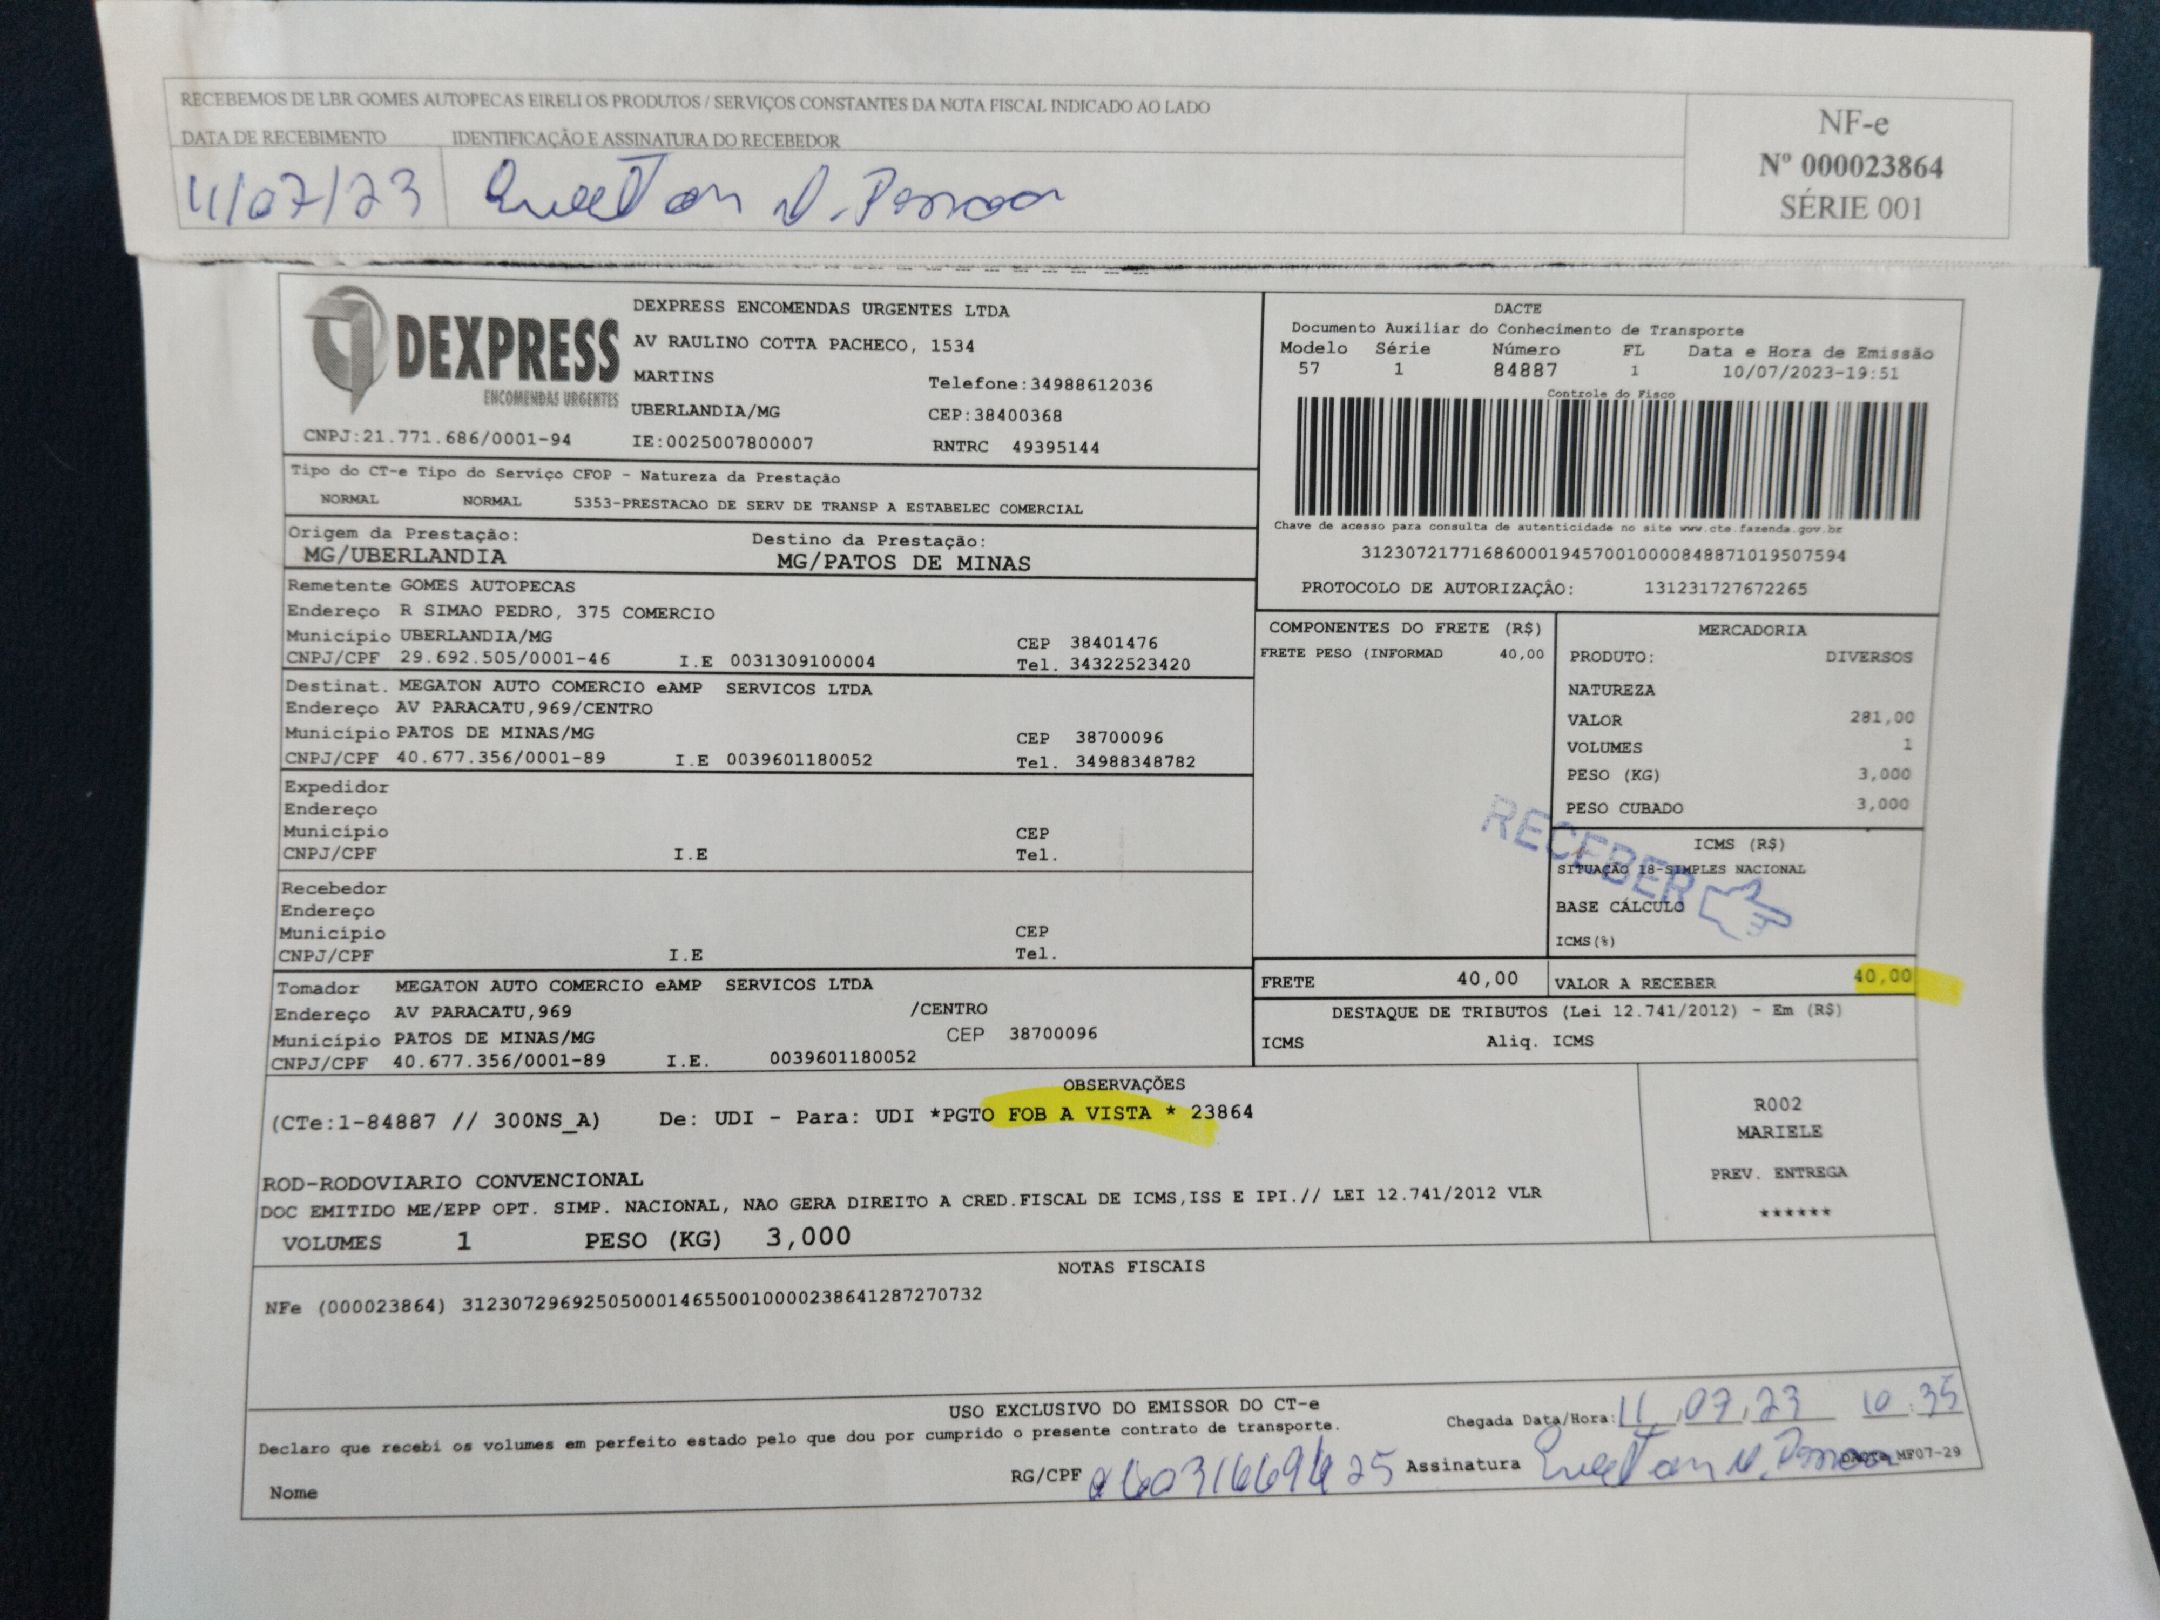 RECEBEMOS DE LBR GOMES AUTOPECAS EIRELI OS PRODUTOS / SERVIÇOS CONSTANTES DA NOTA FISCAL INDICADO AO LADO
DATA DE RECEBIMENTO IDENTIFICAÇÃO E ASSINATURA DO RECEBEDOR
11/07/23
NF-e
Nº 000023864
SÉRIE 001
DEXPRESS
ENCOMENDAS URGENTES
CNPJ:21.771.686/0001-94
DEXPRESS ENCOMENDAS URGENTES LTDA
AV RAULINO COTTA PACHECO, 1534
MARTINS Telefone:34988612036
UBERLANDIA/MG CEP:38400368
IE:0025007800007 RNTRC 49395144
DACTE
Documento Auxiliar do Conhecimento de Transporte
Modelo Série Número FL Data e Hora de Emissão
57 1 84887 1 10/07/2023-19:51
Controle do Fisco
Chave de acesso para consulta de autenticidade no site www.cte.fazenda.gov.br
31230721771686000194570010000848871019507594
PROTOCOLO DE AUTORIZAÇÂO: 131231727672265
Tipo do CT-e Tipo do Serviço CFOP - Natureza da Prestação
NORMAL NORMAL 5353-PRESTACAO DE SERV DE TRANSP A ESTABELEC COMERCIAL
Origem da Prestação: Destino da Prestação:
MG/UBERLANDIA MG/PATOS DE MINAS
Remetente GOMES AUTOPECAS
Endereço R SIMAO PEDRO, 375 COMERCIO
Município UBERLANDIA/MG CEP 38401476
CNPJ/CPF 29.692.505/0001-46 I.E 0031309100004 Tel. 34322523420
Destinat. MEGATON AUTO COMERCIO eAMP SERVICOS LTDA
Endereço AV PARACATU,969/CENTRO
Município PATOS DE MINAS/MG CEP 38700096
CNPJ/CPF 40.677.356/0001-89 I.E 0039601180052 Tel. 34988348782
Expedidor
Endereço
Município CEP
CNPJ/CPF I.E Tel.
Recebedor
Endereço
Município CEP
CNPJ/CPF I.E Tel.
Tomador MEGATON AUTO COMERCIO eAMP SERVICOS LTDA
Endereço AV PARACATU,969 /CENTRO
Município PATOS DE MINAS/MG CEP 38700096
CNPJ/CPF 40.677.356/0001-89 I.E. 0039601180052
COMPONENTES DO FRETE (R$)
FRETE PESO (INFORMAD 40,00
MERCADORIA
PRODUTO: DIVERSOS
NATUREZA
VALOR 281,00
VOLUMES 1
PESO (KG) 3,000
PESO CUBADO 3,000
RECEBER
ICMS (R$)
SITUAÇÃO 18-SIMPLES NACIONAL
BASE CÁLCULO
ICMS(%)
FRETE 40,00 VALOR A RECEBER 40,00
DESTAQUE DE TRIBUTOS (Lei 12.741/2012) - Em (R$)
ICMS Aliq. ICMS
OBSERVAÇÕES
(CTe:1-84887 // 300NS_A) De: UDI - Para: UDI *PGTO FOB A VISTA * 23864
ROD-RODOVIARIO CONVENCIONAL
DOC EMITIDO ME/EPP OPT. SIMP. NACIONAL, NAO GERA DIREITO A CRED.FISCAL DE ICMS,ISS E IPI.// LEI 12.741/2012 VLR
VOLUMES 1 PESO (KG) 3,000
R002
MARIELE
PREV. ENTREGA
******
NOTAS FISCAIS
NFe (000023864) 31230729692505000146550010000238641287270732
USO EXCLUSIVO DO EMISSOR DO CT-e
Declaro que recebi os volumes em perfeito estado pelo que dou por cumprido o presente contrato de transporte.
Chegada Data/Hora: 11/07/23 10:35
Nome RG/CPF Assinatura
MF07-29